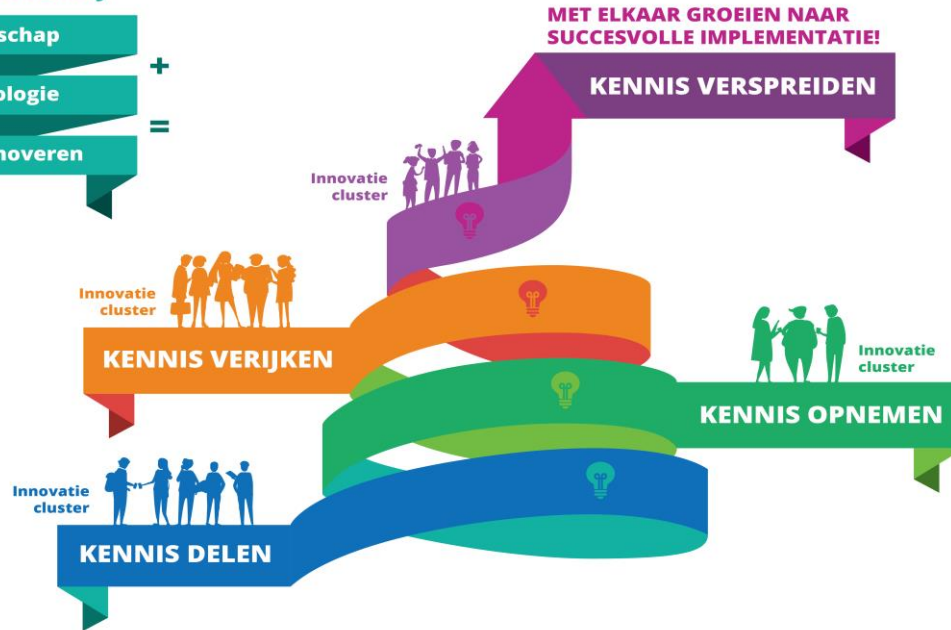 schap
+
ologie
=
noveren
MET ELKAAR GROEIEN NAAR
SUCCESVOLLE IMPLEMENTATIE!
KENNIS VERSPREIDEN
Innovatie
cluster
Innovatie
cluster
KENNIS VERIJKEN
Innovatie
cluster
KENNIS OPNEMEN
Innovatie
cluster
KENNIS DELEN